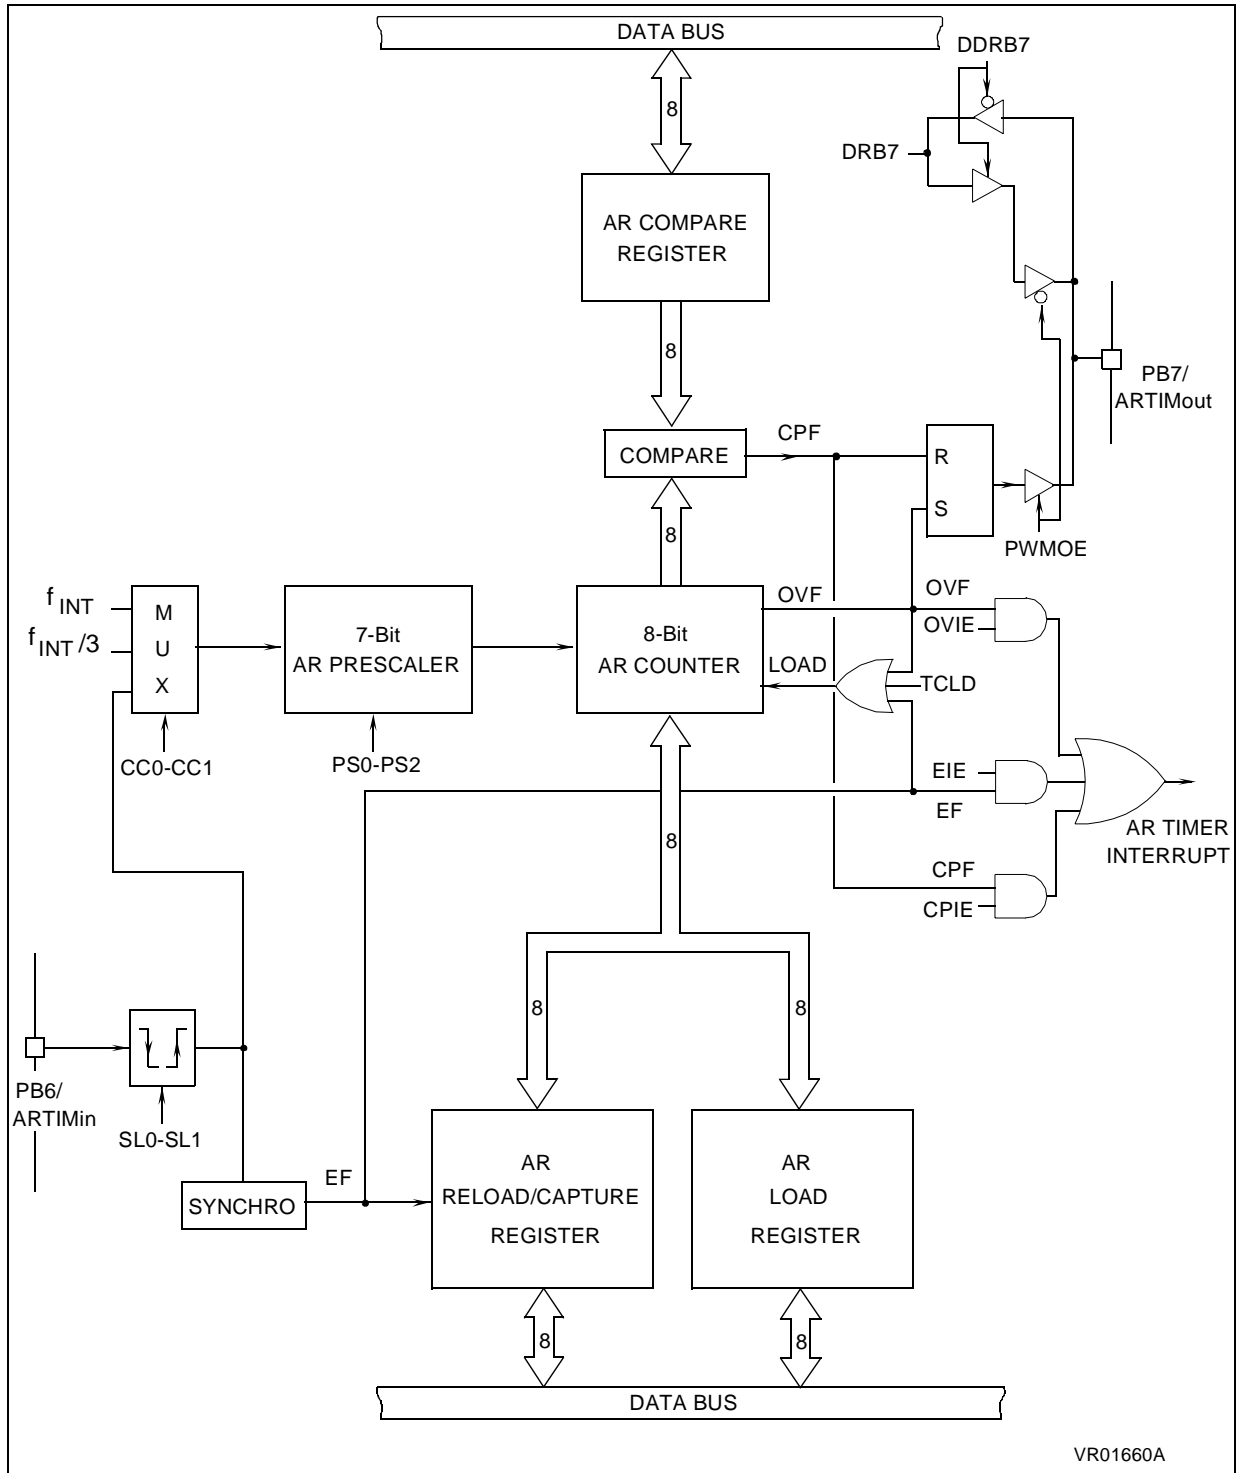 DATA BUS
DDRB7
8
DRB7
AR COMPARE
REGISTER
8
PB7/
ARTIMout
CPF
COMPARE
R
S
8
PWMOE
f INT
f INT /3
M
U
X
7-Bit
AR PRESCALER
8-Bit
AR COUNTER
OVF
OVF
OVIE
LOAD
TCLD
CC0-CC1
PS0-PS2
EIE
EF
AR TIMER
INTERRUPT
8
CPF
CPIE
8
8
PB6/
ARTIMin
SL0-SL1
SYNCHRO
EF
AR
RELOAD/CAPTURE
REGISTER
AR
LOAD
REGISTER
8
8
DATA BUS
VR01660A